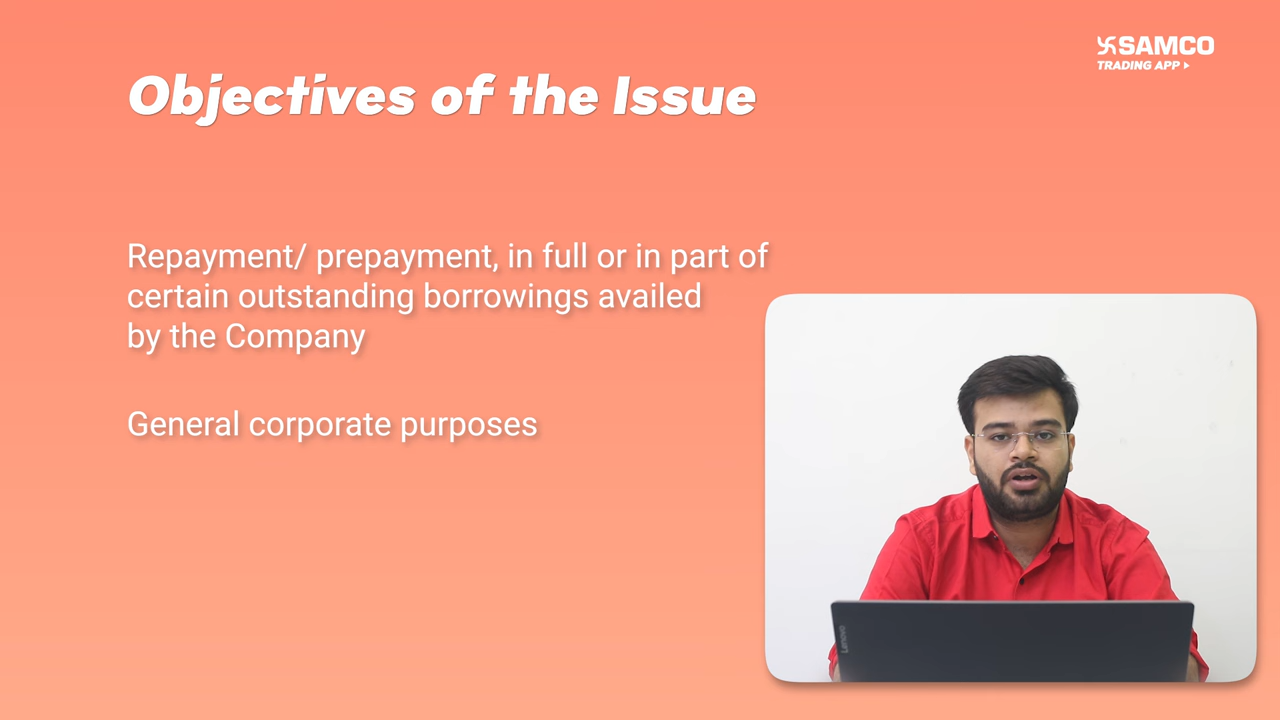 SAMCO
TRADING APP
Objectives of the Issue
Repayment/ prepayment, in full or in part of
certain outstanding borrowings availed
by the Company
General corporate purposes
Lenovo